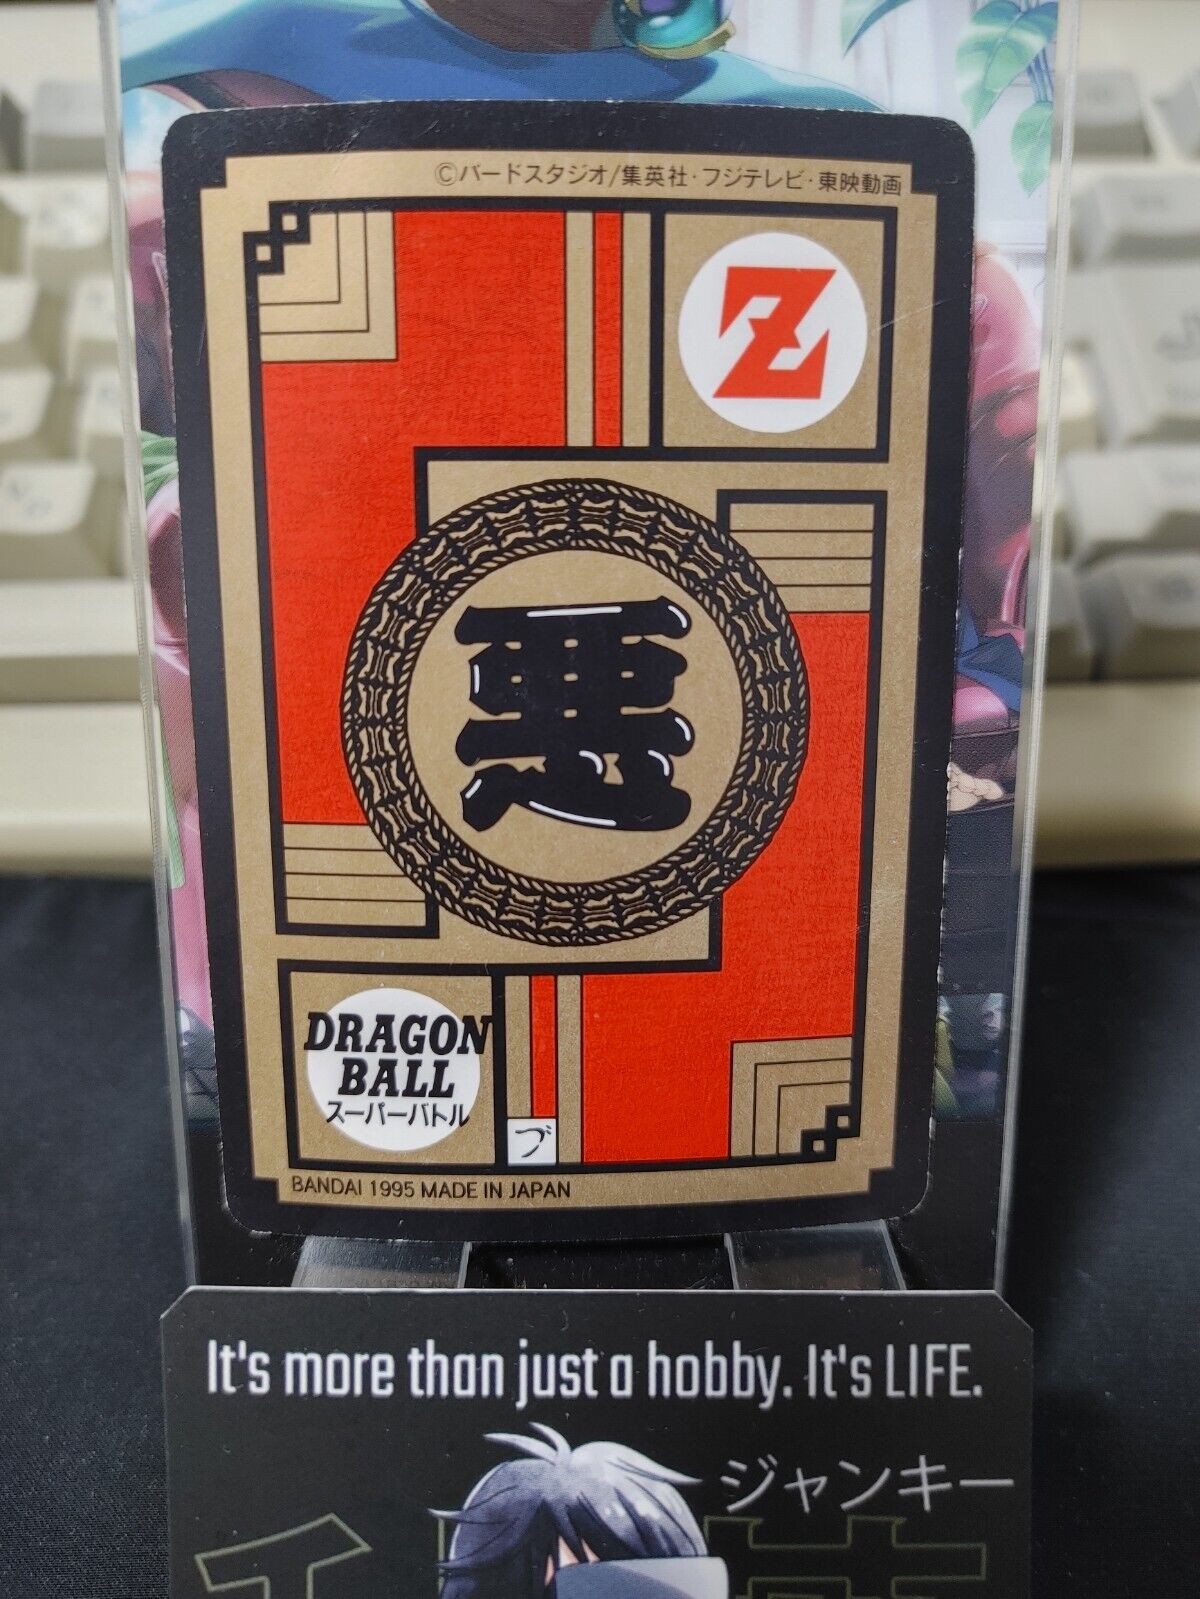 ©バードスタジオ/集英社・フジテレビ・東映動画
Z
悪
DRAGON
BALL
スーパーバトル
ブ
BANDAI 1995 MADE IN JAPAN
It's more than just a hobby. It's LIFE.
ジャンキー